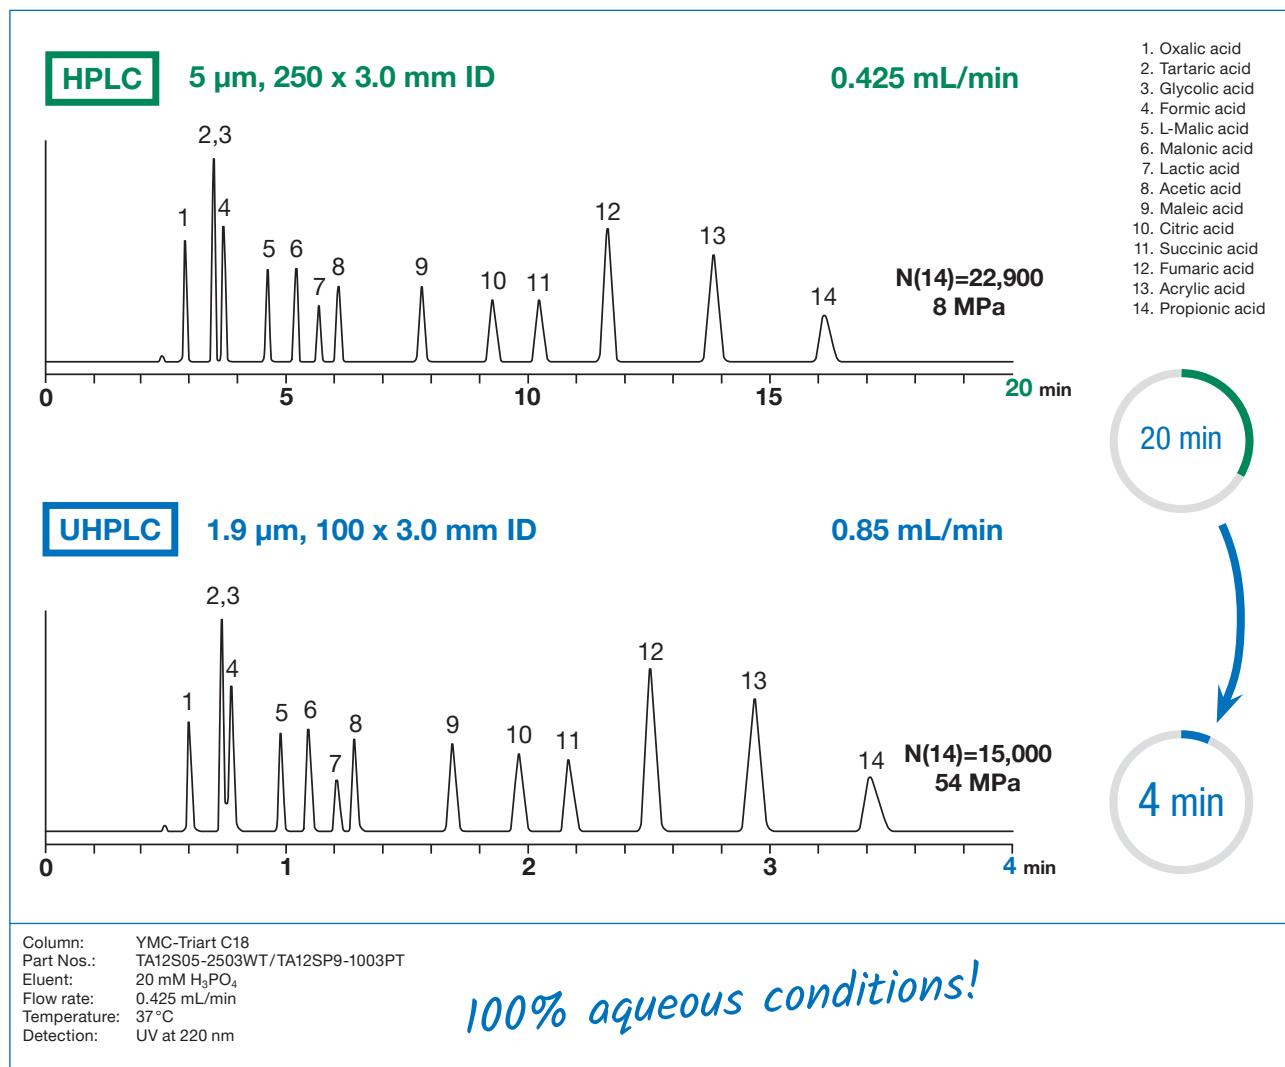 HPLC
5 µm, 250 x 3.0 mm ID
0.425 mL/min
2,3
1
4
5
6
7
8
9
10
11
12
13
14
N(14)=22,900
8 MPa
0
5
10
15
20 min
1. Oxalic acid
2. Tartaric acid
3. Glycolic acid
4. Formic acid
5. L-Malic acid
6. Malonic acid
7. Lactic acid
8. Acetic acid
9. Maleic acid
10. Citric acid
11. Succinic acid
12. Fumaric acid
13. Acrylic acid
14. Propionic acid
20 min
UHPLC
1.9 µm, 100 x 3.0 mm ID
0.85 mL/min
2,3
1
4
5
6
7
8
9
10
11
12
13
14
N(14)=15,000
54 MPa
0
1
2
3
4 min
4 min
Column: YMC-Triart C18
Part Nos.: TA12S05-2503WT/TA12SP9-1003PT
Eluent: 20 mM H₃PO₄
Flow rate: 0.425 mL/min
Temperature: 37°C
Detection: UV at 220 nm
100% aqueous conditions!